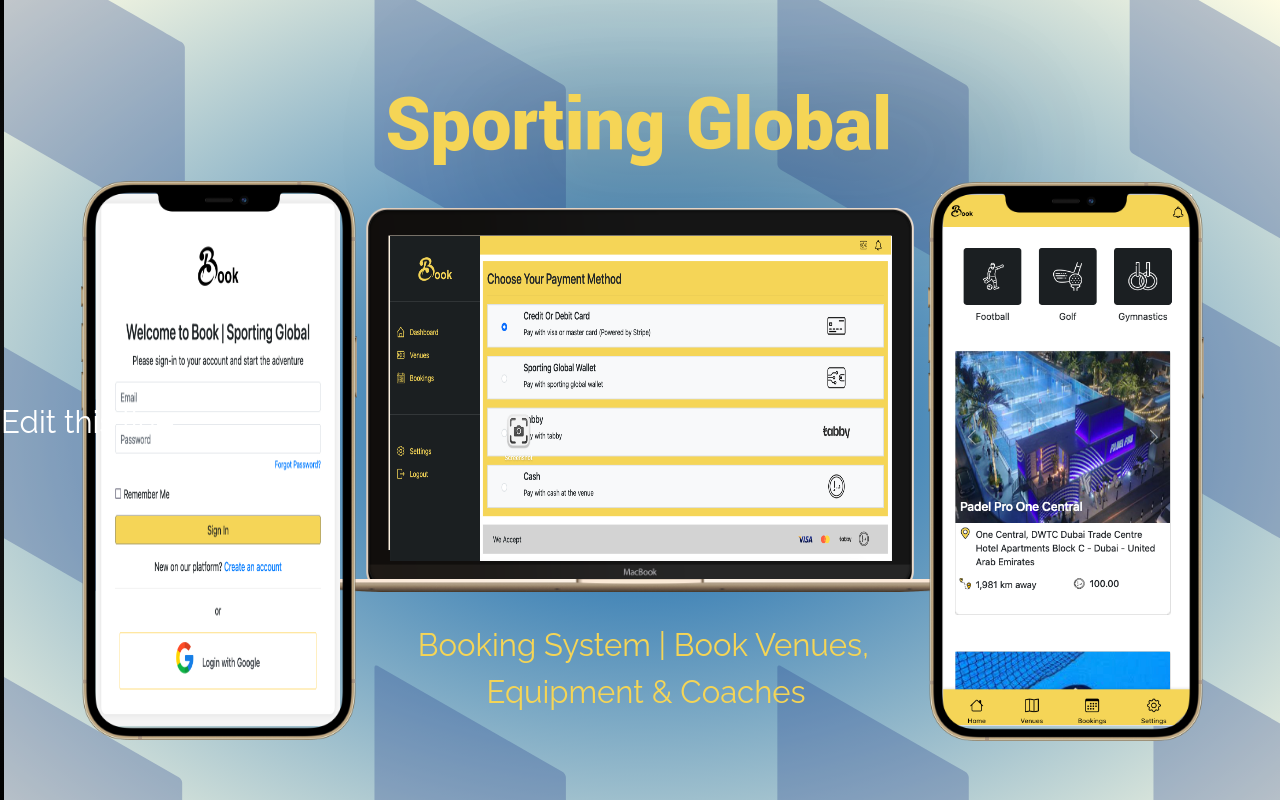 Sporting Global
Book
Welcome to Book | Sporting Global
Please sign-in to your account and start the adventure
Email
Edit thi
Password
Forgot Password?
Remember Me
Sign In
New on our platform? Create an account
or
Login with Google
Book
Dashboard
Venues
Bookings
Settings
Logout
Choose Your Payment Method
Credit Or Debit Card
Pay with visa or master card (Powered by Stripe)
Sporting Global Wallet
Pay with sporting global wallet
bby
y with tabby
tabby
Cash
Pay with cash at the venue
We Accept
VISA
tabby
MacBook
Booking System | Book Venues,
Equipment & Coaches
Book
Football Golf Gymnastics
Padel Pro One Central
One Central, DWTC Dubai Trade Centre
Hotel Apartments Block C - Dubai - United
Arab Emirates
1,981 km away 100.00
Home Venues Bookings Settings